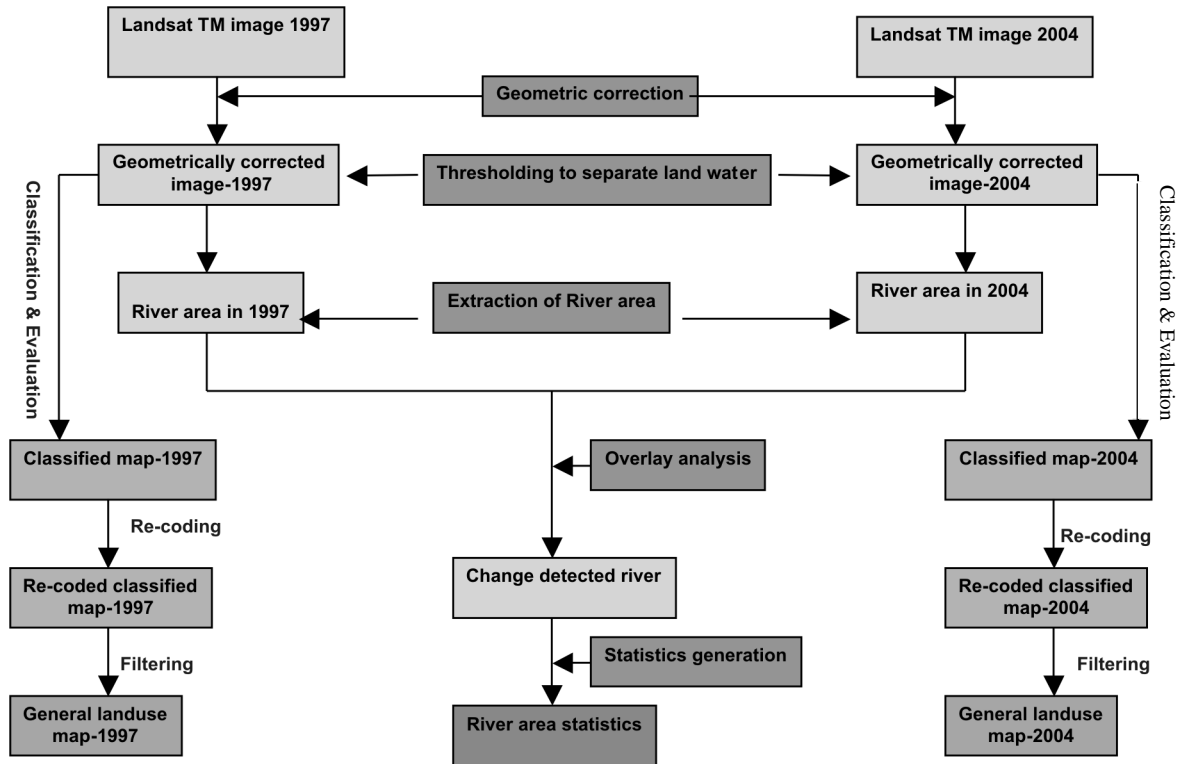 Landsat TM image 1997
Landsat TM image 2004
Geometric correction
Geometrically corrected
image-1997
Thresholding to separate land water
Geometrically corrected
image-2004
Classification & Evaluation
Classification & Evaluation
River area in 1997
Extraction of River area
River area in 2004
Classified map-1997
Overlay analysis
Classified map-2004
Re-coding
Re-coding
Re-coded classified
map-1997
Change detected river
Re-coded classified
map-2004
Filtering
Statistics generation
Filtering
General landuse
map-1997
River area statistics
General landuse
map-2004